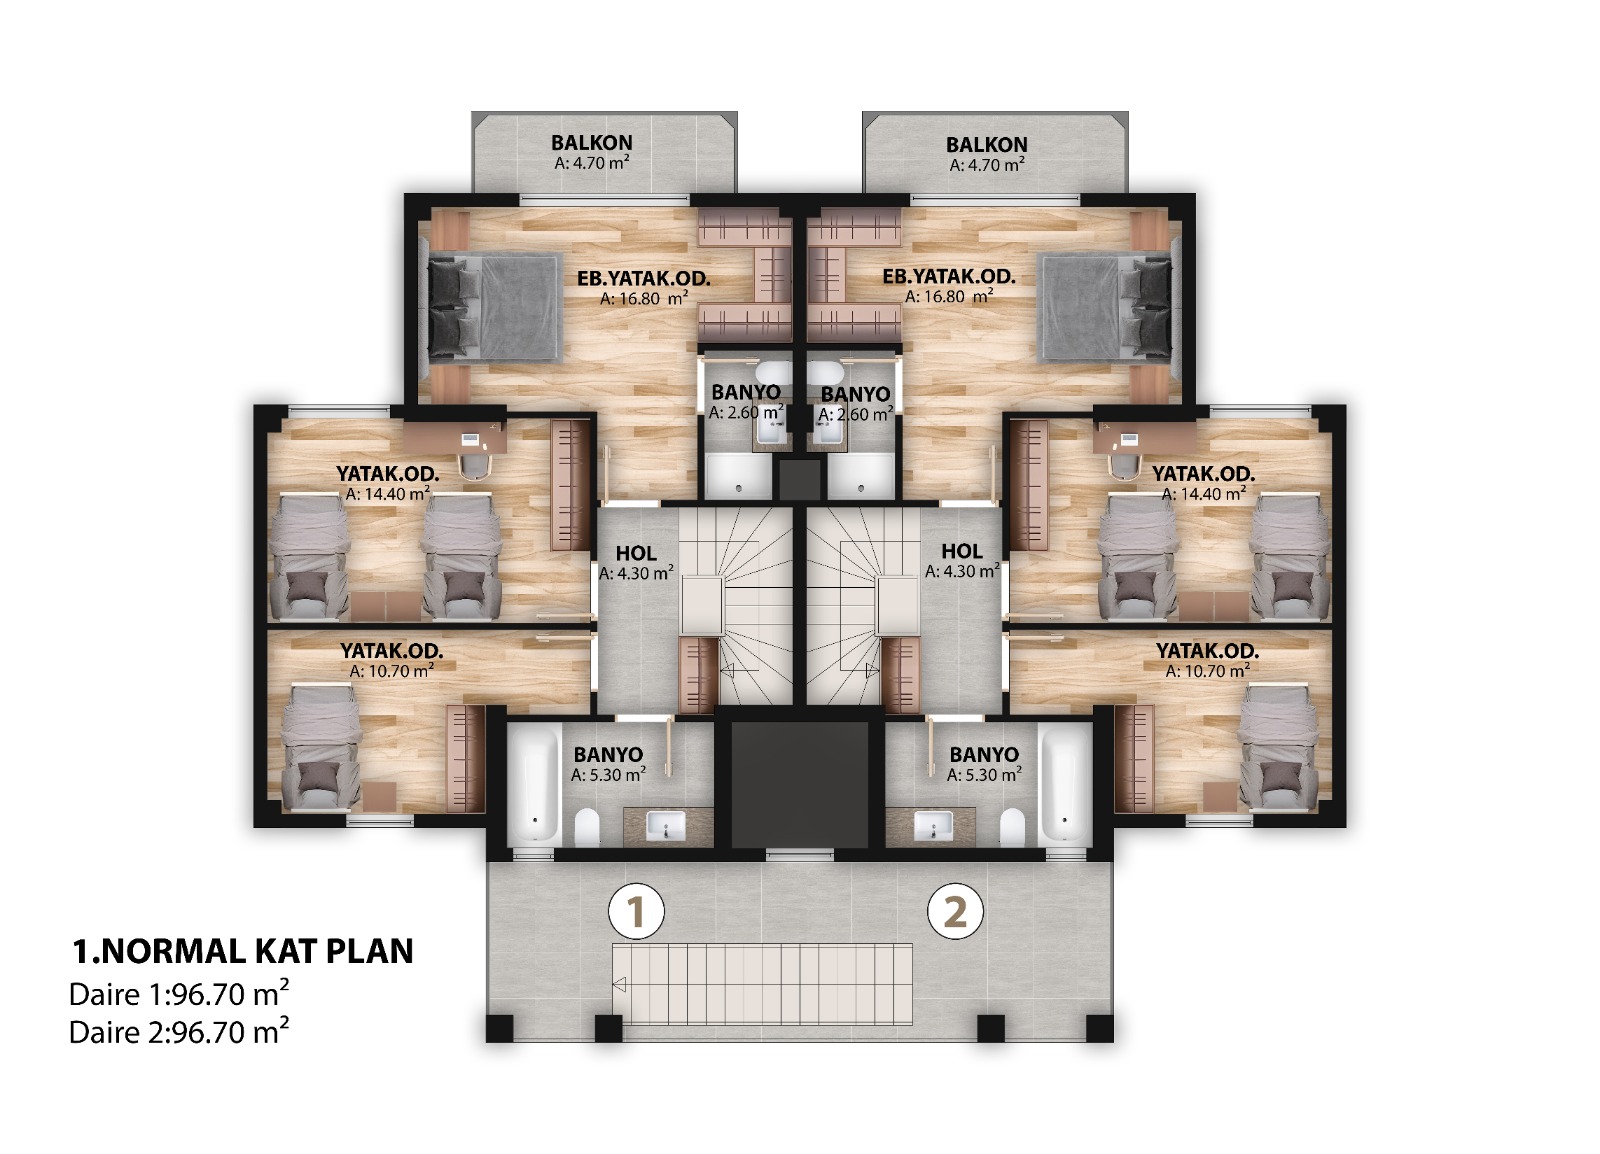 BALKON
A: 4.70 m²
BALKON
A: 4.70 m²
EB.YATAK.OD.
A: 16.80 m²
EB.YATAK.OD.
A: 16.80 m²
BANYO
A: 2.60 m²
BANYO
A: 2.60 m²
YATAK.OD.
A: 14.40 m²
YATAK.OD.
A: 14.40 m²
HOL
A: 4.30 m²
HOL
A: 4.30 m²
YATAK.OD.
A: 10.70 m²
YATAK.OD.
A: 10.70 m²
BANYO
A: 5.30 m²
BANYO
A: 5.30 m²
1
2
1.NORMAL KAT PLAN
Daire 1:96.70 m²
Daire 2:96.70 m²